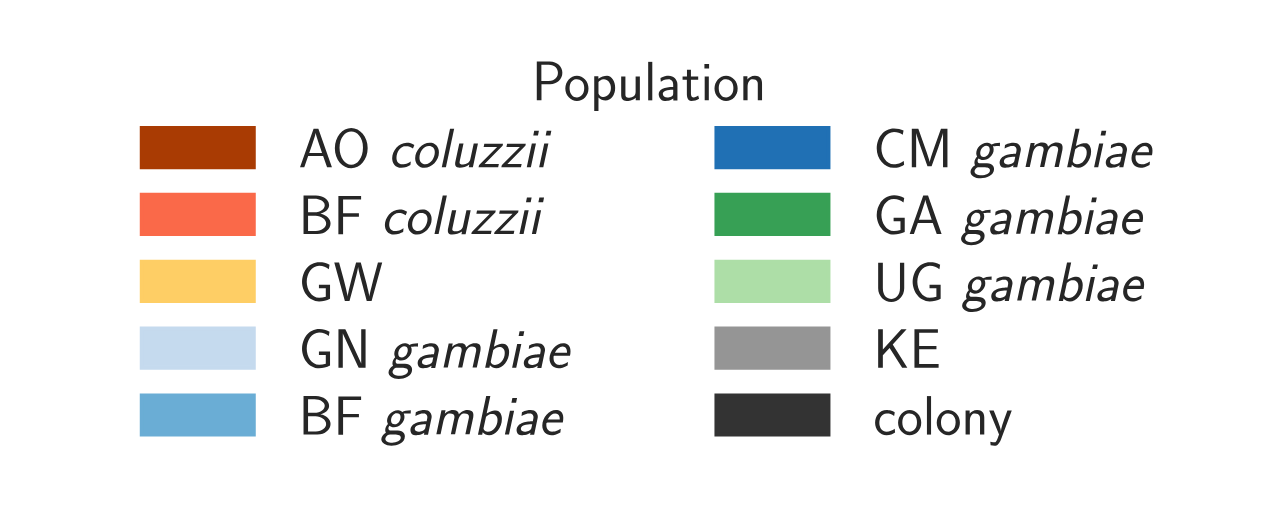 Population
AO coluzzii
BF coluzzii
GW
GN gambiae
BF gambiae
CM gambiae
GA gambiae
UG gambiae
KE
colony